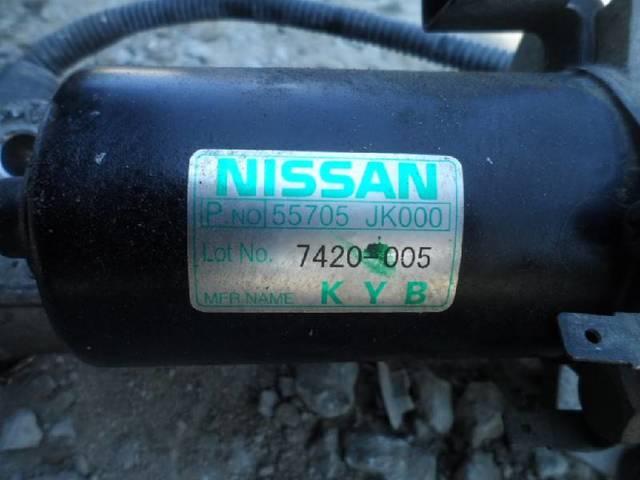 NISSAN
P.NO 55705 JK000
Lot No. 7420-005
MFR.NAME K Y B